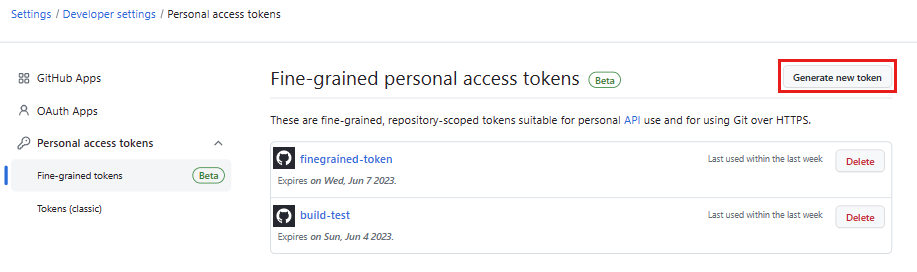 Settings / Developer settings / Personal access tokens
GitHub Apps
OAuth Apps
Personal access tokens
Fine-grained tokens Beta
Tokens (classic)
Fine-grained personal access tokens Beta
Generate new token
These are fine-grained, repository-scoped tokens suitable for personal API use and for using Git over HTTPS.
finegrained-token Last used within the last week Delete
Expires on Wed, Jun 7 2023.
build-test Last used within the last week Delete
Expires on Sun, Jun 4 2023.